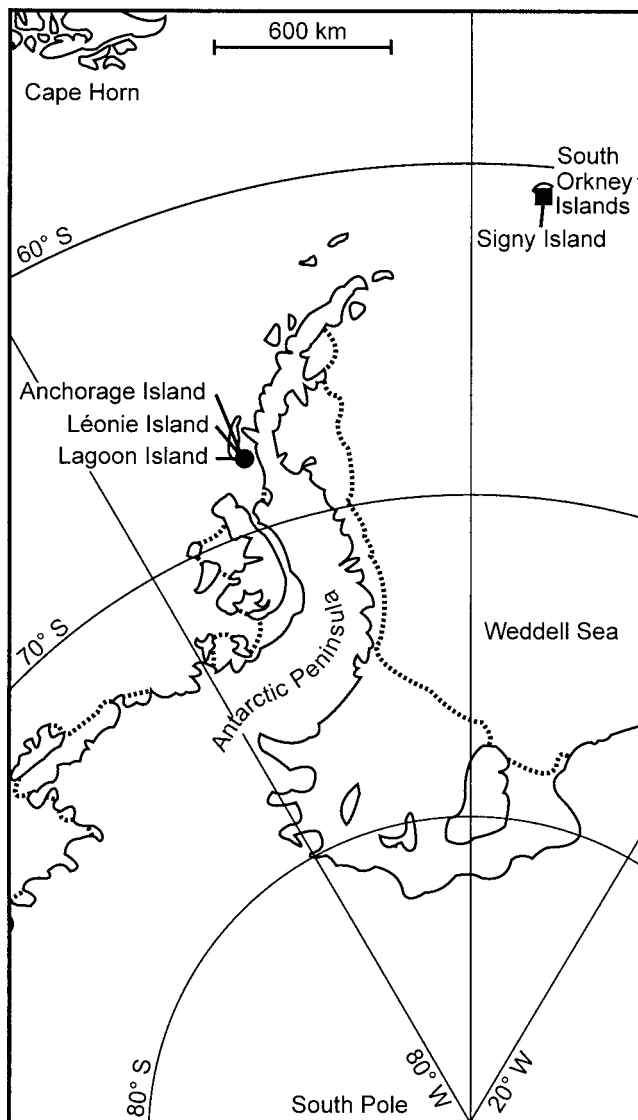 600 km
Cape Horn
South
Orkney
Islands
Signy Island
60° S
Anchorage Island
Léonie Island
Lagoon Island
70° S
Weddell Sea
Antarctic Peninsula
80° S
80° W
20° W
South Pole